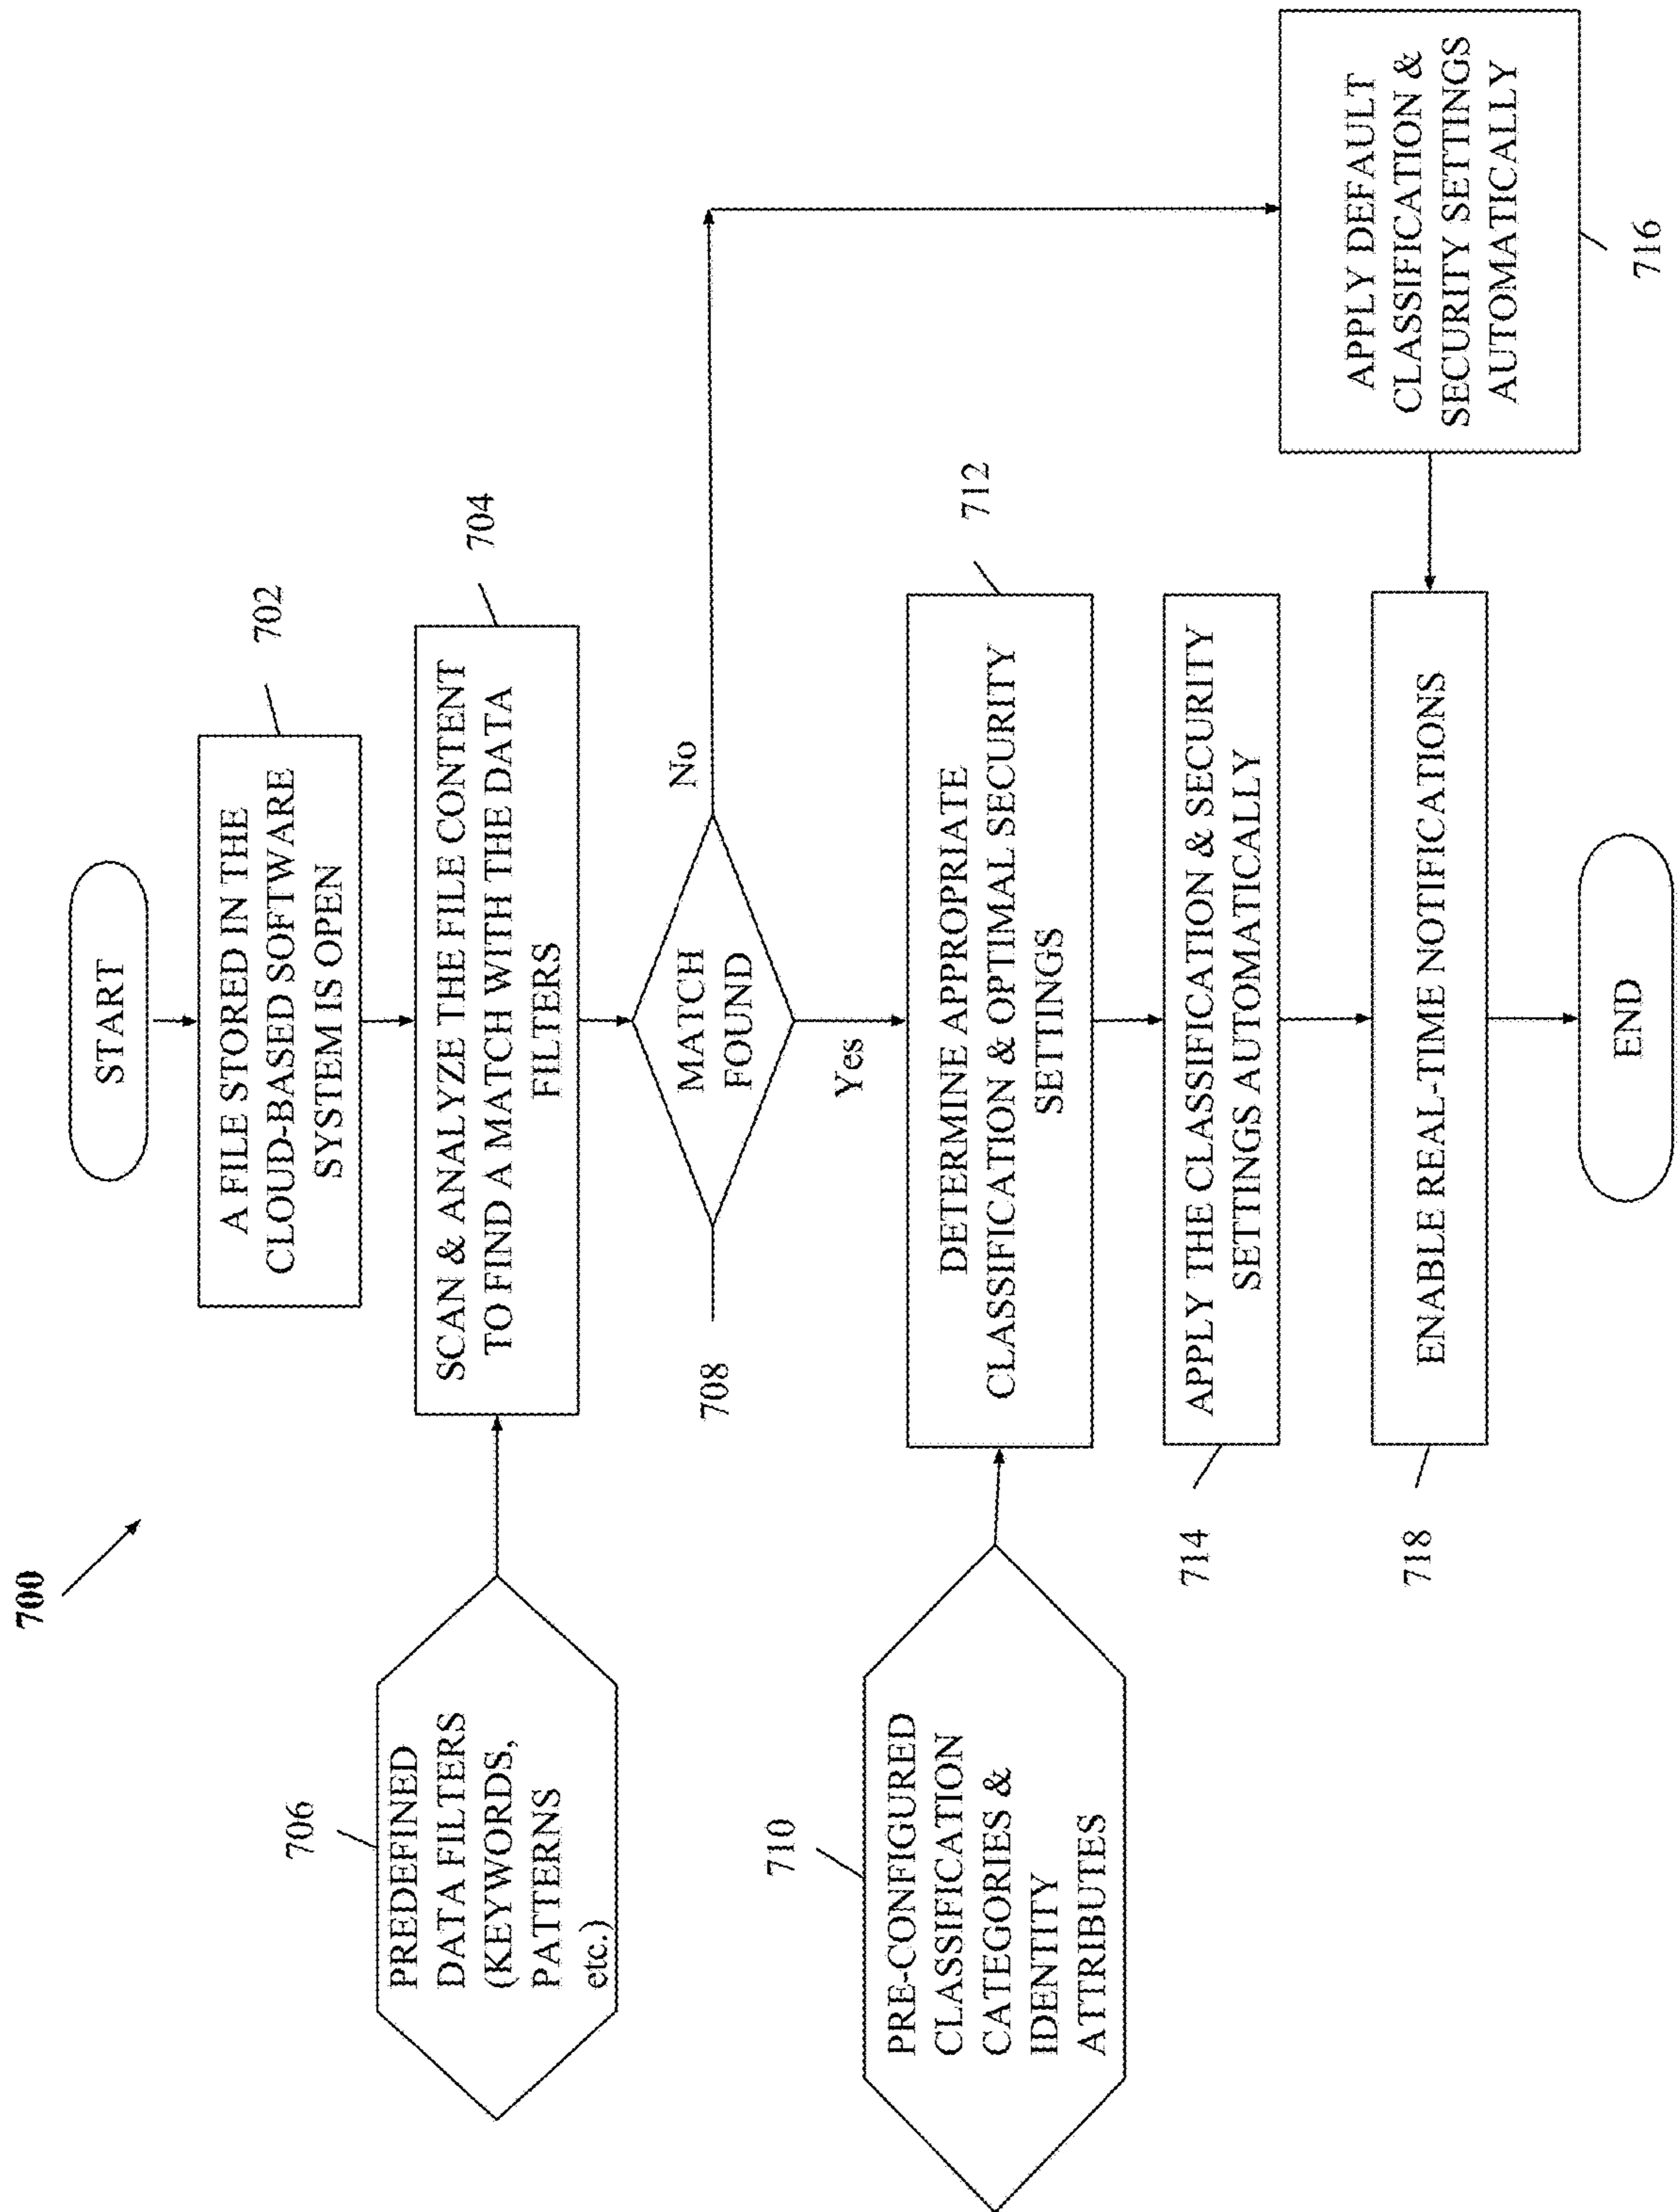 700
START
A FILE STORED IN THE
CLOUD-BASED SOFTWARE
SYSTEM IS OPEN
702
706
PREDEFINED
DATA FILTERS
(KEYWORDS,
PATTERNS
etc.)
SCAN & ANALYZE THE FILE CONTENT
TO FIND A MATCH WITH THE DATA
FILTERS
704
708
MATCH
FOUND
No
Yes
710
PRE-CONFIGURED
CLASSIFICATION
CATEGORIES &
IDENTITY
ATTRIBUTES
DETERMINE APPROPRIATE
CLASSIFICATION & OPTIMAL SECURITY
SETTINGS
712
714
APPLY THE CLASSIFICATION & SECURITY
SETTINGS AUTOMATICALLY
APPLY DEFAULT
CLASSIFICATION &
SECURITY SETTINGS
AUTOMATICALLY
716
718
ENABLE REAL-TIME NOTIFICATIONS
END